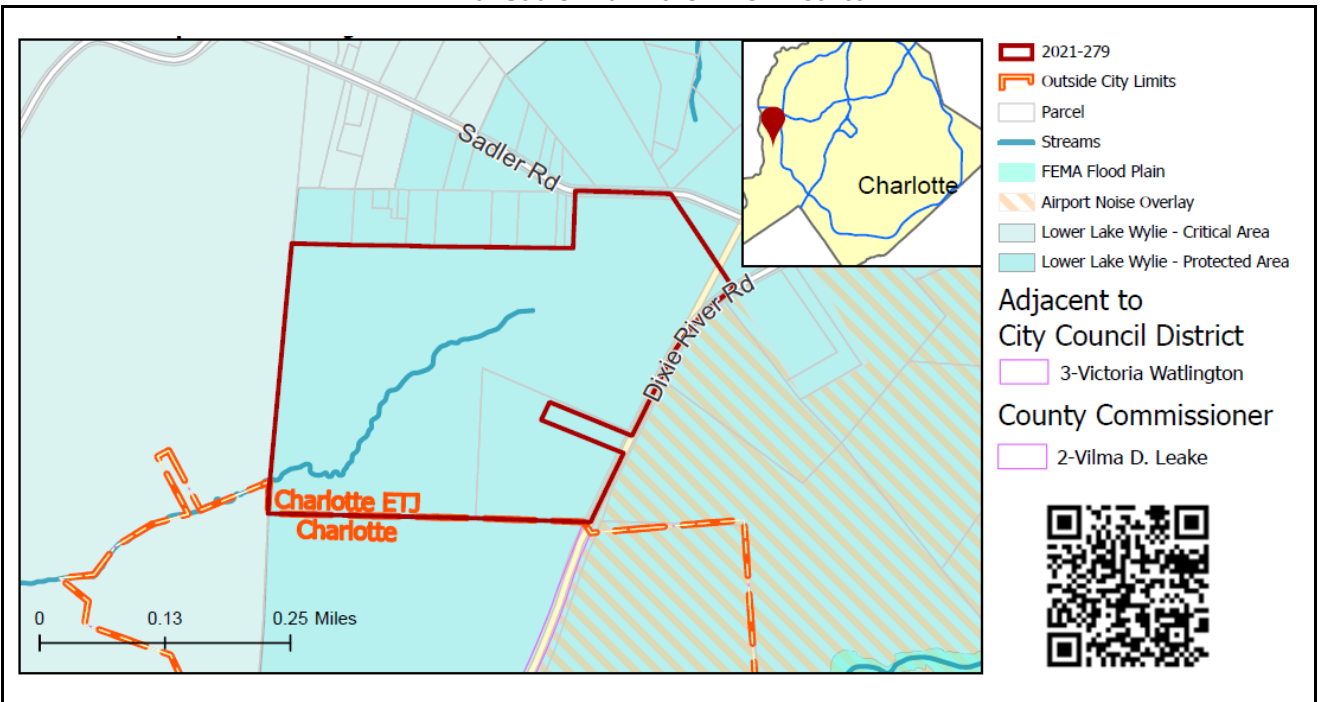 2021-279
Outside City Limits
Parcel
Streams
FEMA Flood Plain
Airport Noise Overlay
Lower Lake Wylie - Critical Area
Lower Lake Wylie - Protected Area
Adjacent to
City Council District
3-Victoria Watlington
County Commissioner
2-Vilma D. Leake
Sadler Rd
Charlotte
Dixie River Rd
Charlotte ETJ
Charlotte
0 0.13 0.25 Miles